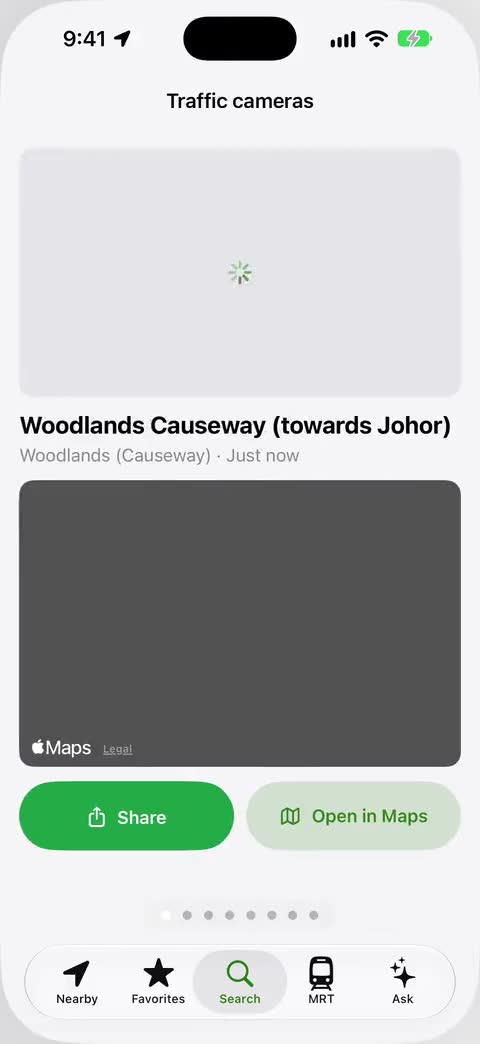 9:41
Traffic cameras
Woodlands Causeway (towards Johor)
Woodlands (Causeway) · Just now
Maps Legal
Share
Open in Maps
Nearby
Favorites
Search
MRT
Ask